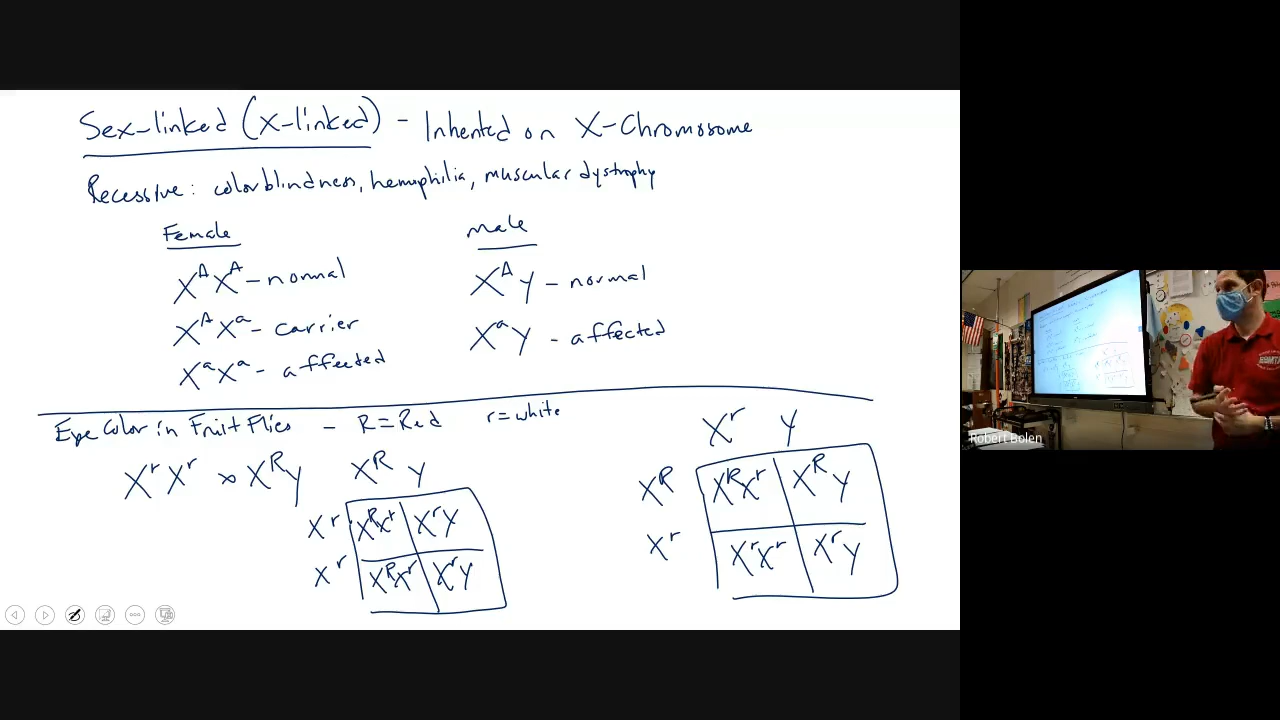 Sex-linked (X-linked) - Inherited on X-Chromosome
Recessive: colorblindness, hemophilia, muscular dystrophy
Female
Male
X^A X^A - normal
X^A Y - normal
X^A X^a - carrier
X^a Y - affected
X^a X^a - affected
Eye Color in Fruit Flies - R = Red r = white
X^r X^r x X^R Y
X^R Y
X^r X^R X^r X^r Y
X^r X^R X^r X^r Y
X^r Y
X^R X^R X^r X^R Y
X^r X^r X^r X^r Y
Robert Bolen